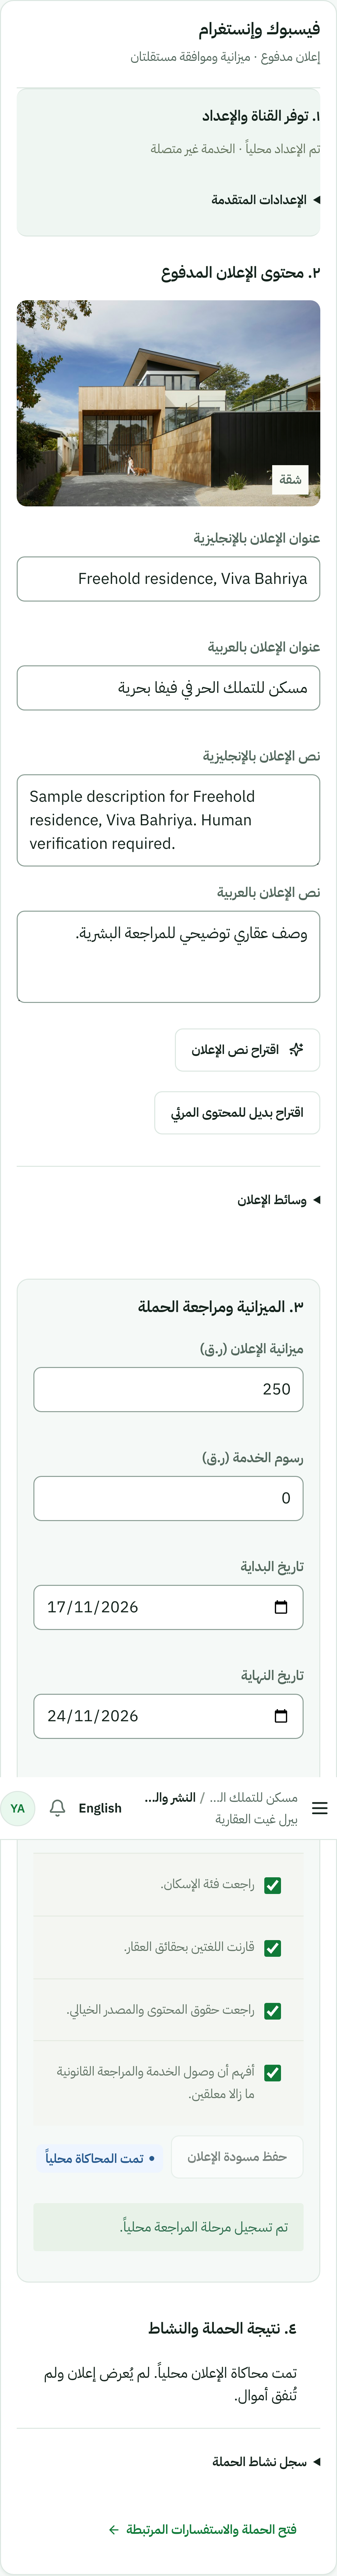 فيسبوك وإنستغرام
إعلان مدفوع · ميزانية وموافقة مستقلتان
١. توفر القناة والإعداد
تم الإعداد محلياً · الخدمة غير متصلة
الإعدادات المتقدمة
٢. محتوى الإعلان المدفوع
شقة
عنوان الإعلان بالإنجليزية
Freehold residence, Viva Bahriya
عنوان الإعلان بالعربية
مسكن للتملك الحر في فيفا بحرية
نص الإعلان بالإنجليزية
Sample description for Freehold
residence, Viva Bahriya. Human
verification required.
نص الإعلان بالعربية
وصف عقاري توضيحي للمراجعة البشرية.
اقتراح نص الإعلان
اقتراح بديل للمحتوى المرئي
وسائط الإعلان
٣. الميزانية ومراجعة الحملة
ميزانية الإعلان (ر.ق)
250
رسوم الخدمة (ر.ق)
0
تاريخ البداية
17/11/2026
تاريخ النهاية
24/11/2026
مسكن للتملك الـ... / النشر والـ...
بيرل غيت العقارية
English
YA
راجعت فئة الإسكان.
قارنت اللغتين بحقائق العقار.
راجعت حقوق المحتوى والمصدر الخيالي.
أفهم أن وصول الخدمة والمراجعة القانونية
ما زالا معلقين.
حفظ مسودة الإعلان
• تمت المحاكاة محلياً
تم تسجيل مرحلة المراجعة محلياً.
٤. نتيجة الحملة والنشاط
تمت محاكاة الإعلان محلياً. لم يُعرض إعلان ولم
تُنفق أموال.
سجل نشاط الحملة
فتح الحملة والاستفسارات المرتبطة